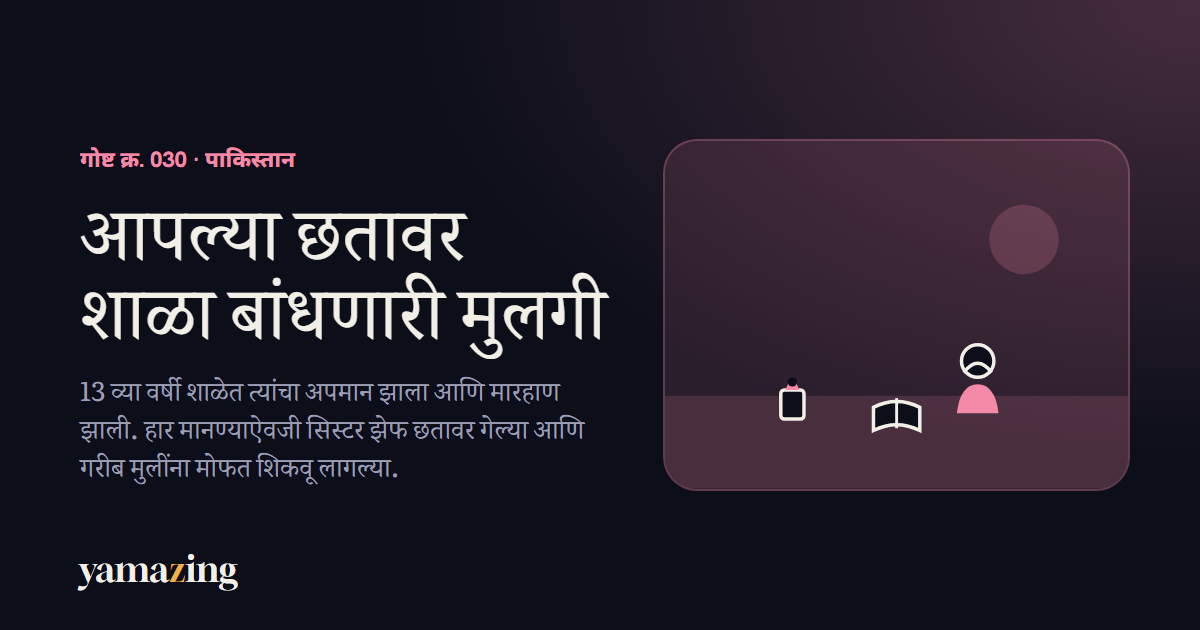 गोष्ट क्र. 030 · पाकिस्तान
आपल्या छतावर
शाळा बांधणारी मुलगी
13 व्या वर्षी शाळेत त्यांचा अपमान झाला आणि मारहाण
झाली. हार मानण्याऐवजी सिस्टर झेफ छतावर गेल्या आणि
गरीब मुलींना मोफत शिकवू लागल्या.
yamazing